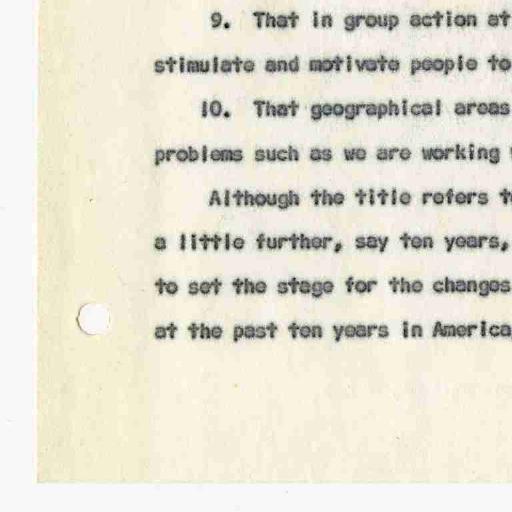 9. That in group action at
stimulate and motivate people to
10. That geographical areas
problems such as we are working
Although the title refers
a little further, say ten years,
to set the stage for the changes
at the past ten years in America,